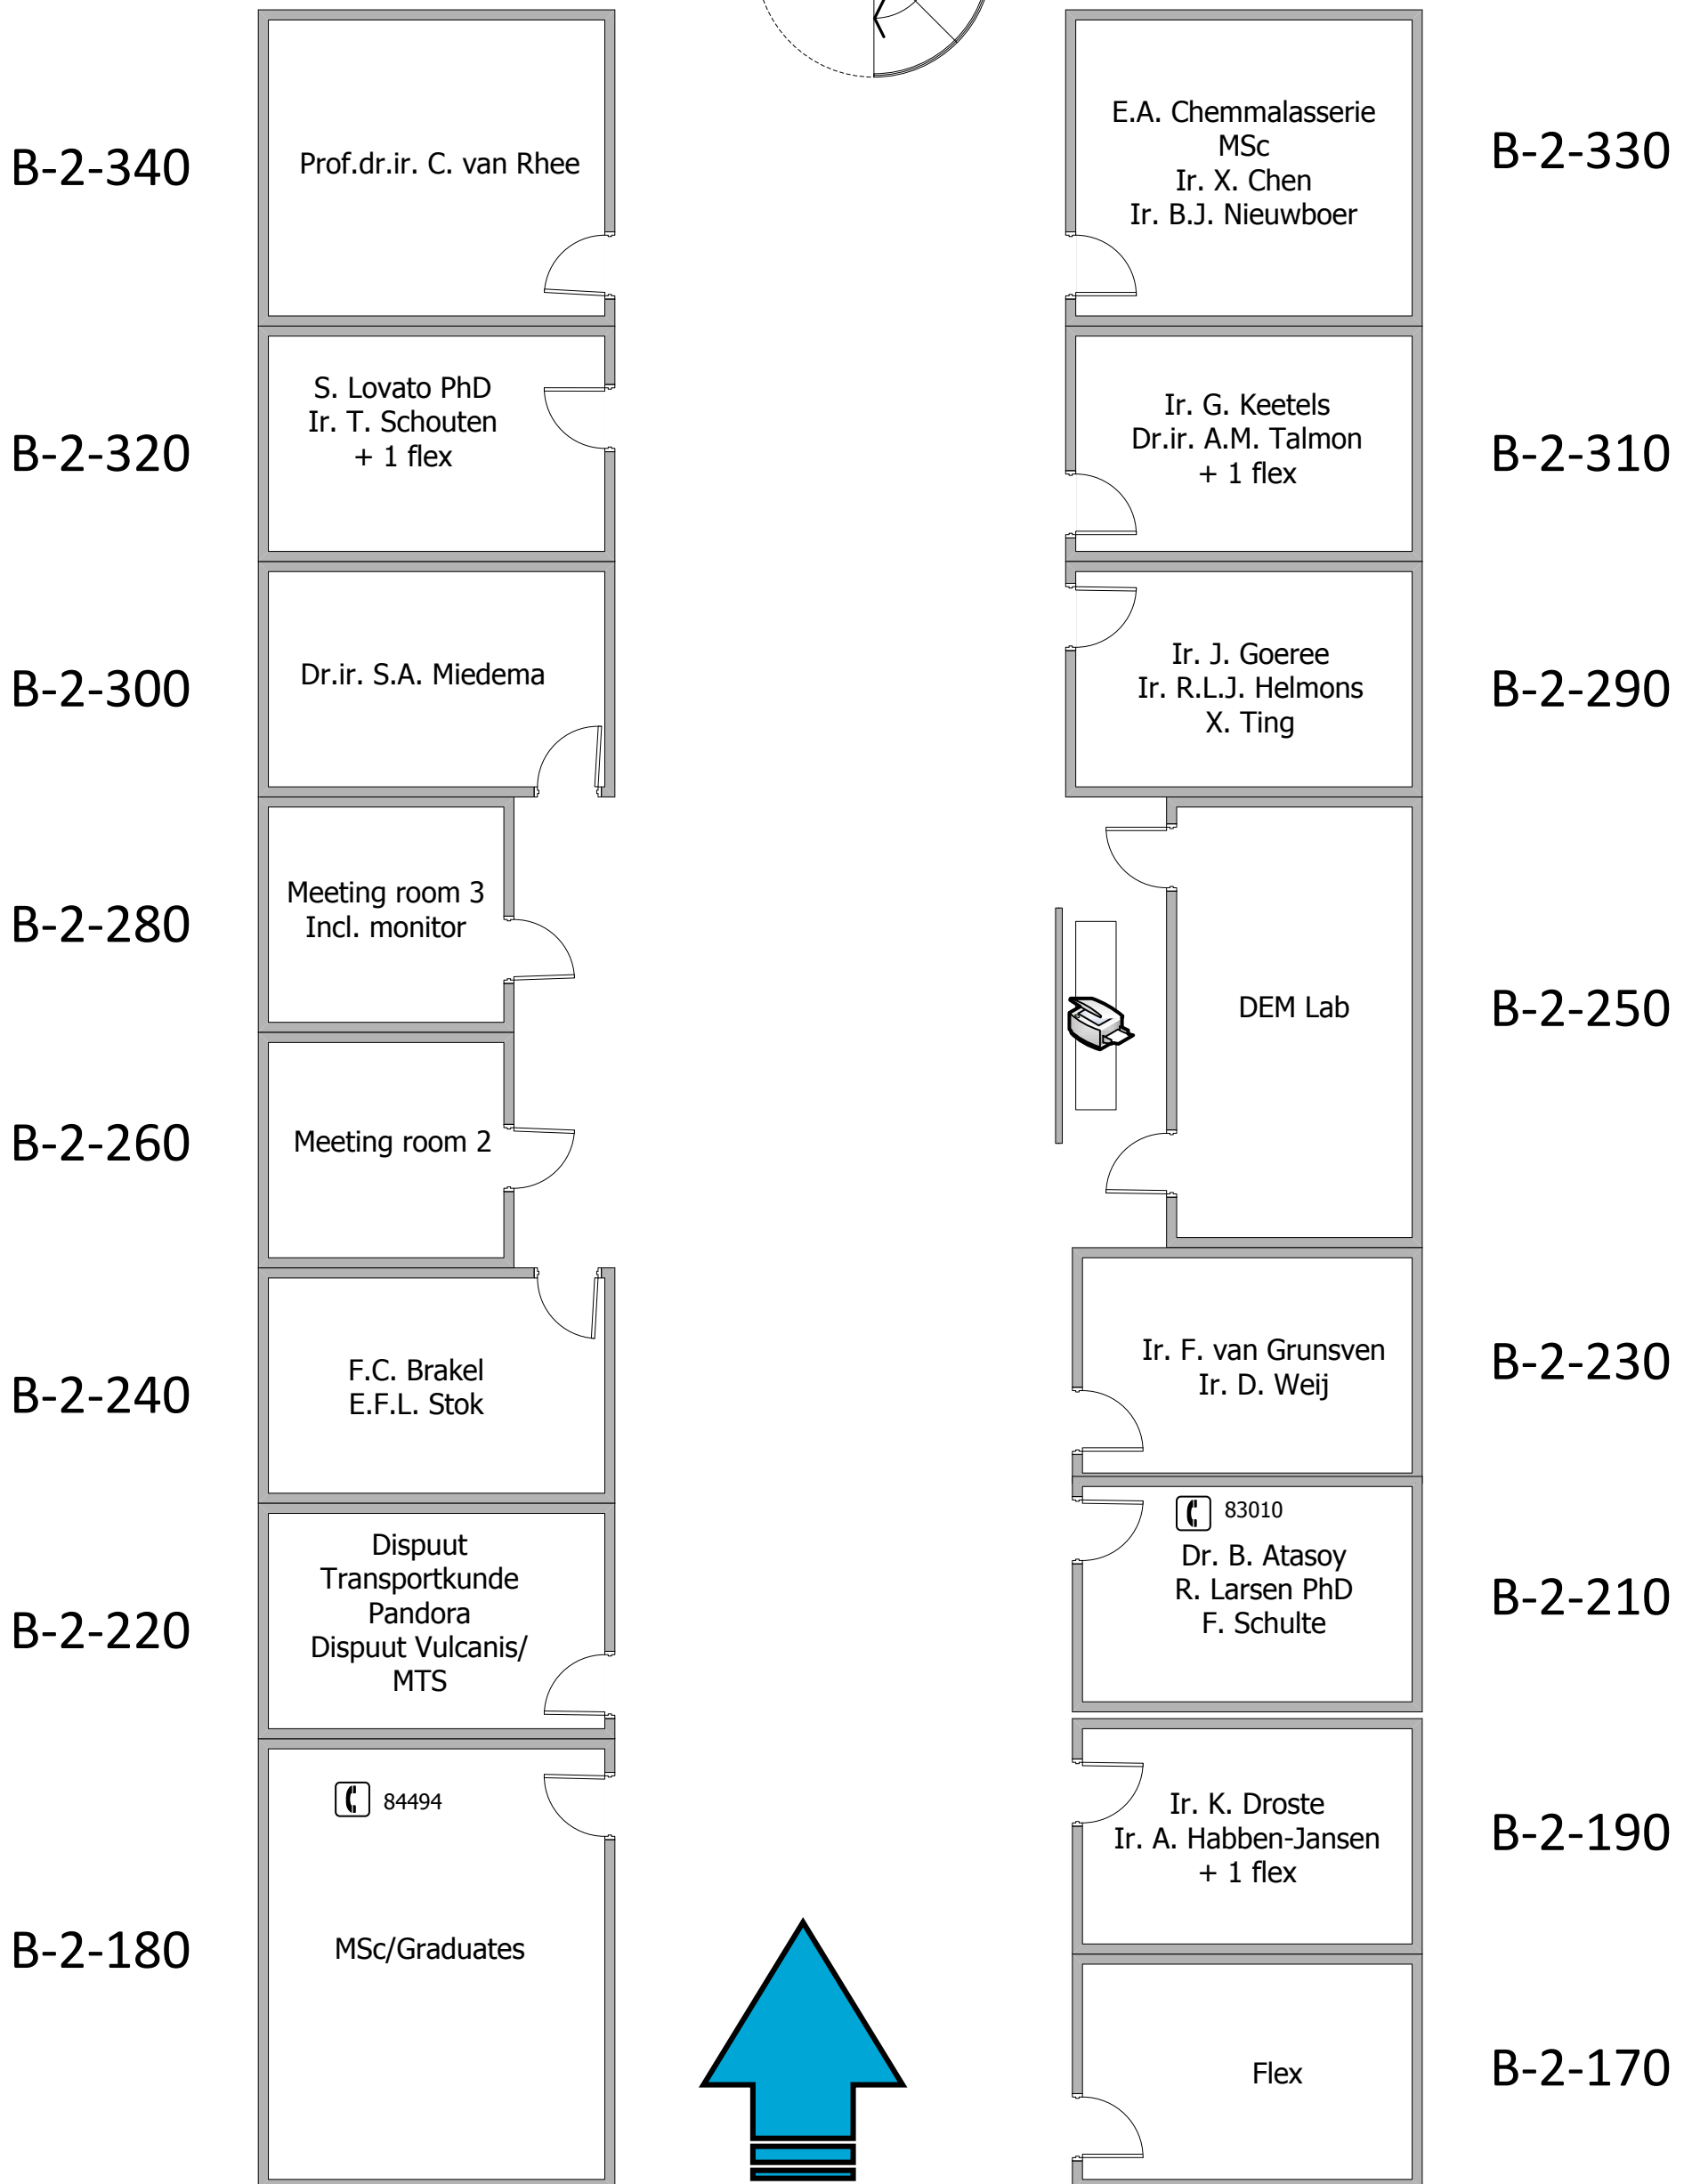 B-2-340
Prof.dr.ir. C. van Rhee
E.A. Chemmalasserie
MSc
Ir. X. Chen
Ir. B.J. Nieuwboer
B-2-330
B-2-320
S. Lovato PhD
Ir. T. Schouten
+ 1 flex
Ir. G. Keetels
Dr.ir. A.M. Talmon
+ 1 flex
B-2-310
B-2-300
Dr.ir. S.A. Miedema
Ir. J. Goeree
Ir. R.L.J. Helmons
X. Ting
B-2-290
B-2-280
Meeting room 3
Incl. monitor
DEM Lab
B-2-250
B-2-260
Meeting room 2
B-2-240
F.C. Brakel
E.F.L. Stok
Ir. F. van Grunsven
Ir. D. Weij
B-2-230
B-2-220
Dispuut
Transportkunde
Pandora
Dispuut Vulcanis/
MTS
83010
Dr. B. Atasoy
R. Larsen PhD
F. Schulte
B-2-210
B-2-180
84494
MSc/Graduates
Ir. K. Droste
Ir. A. Habben-Jansen
+ 1 flex
B-2-190
Flex
B-2-170